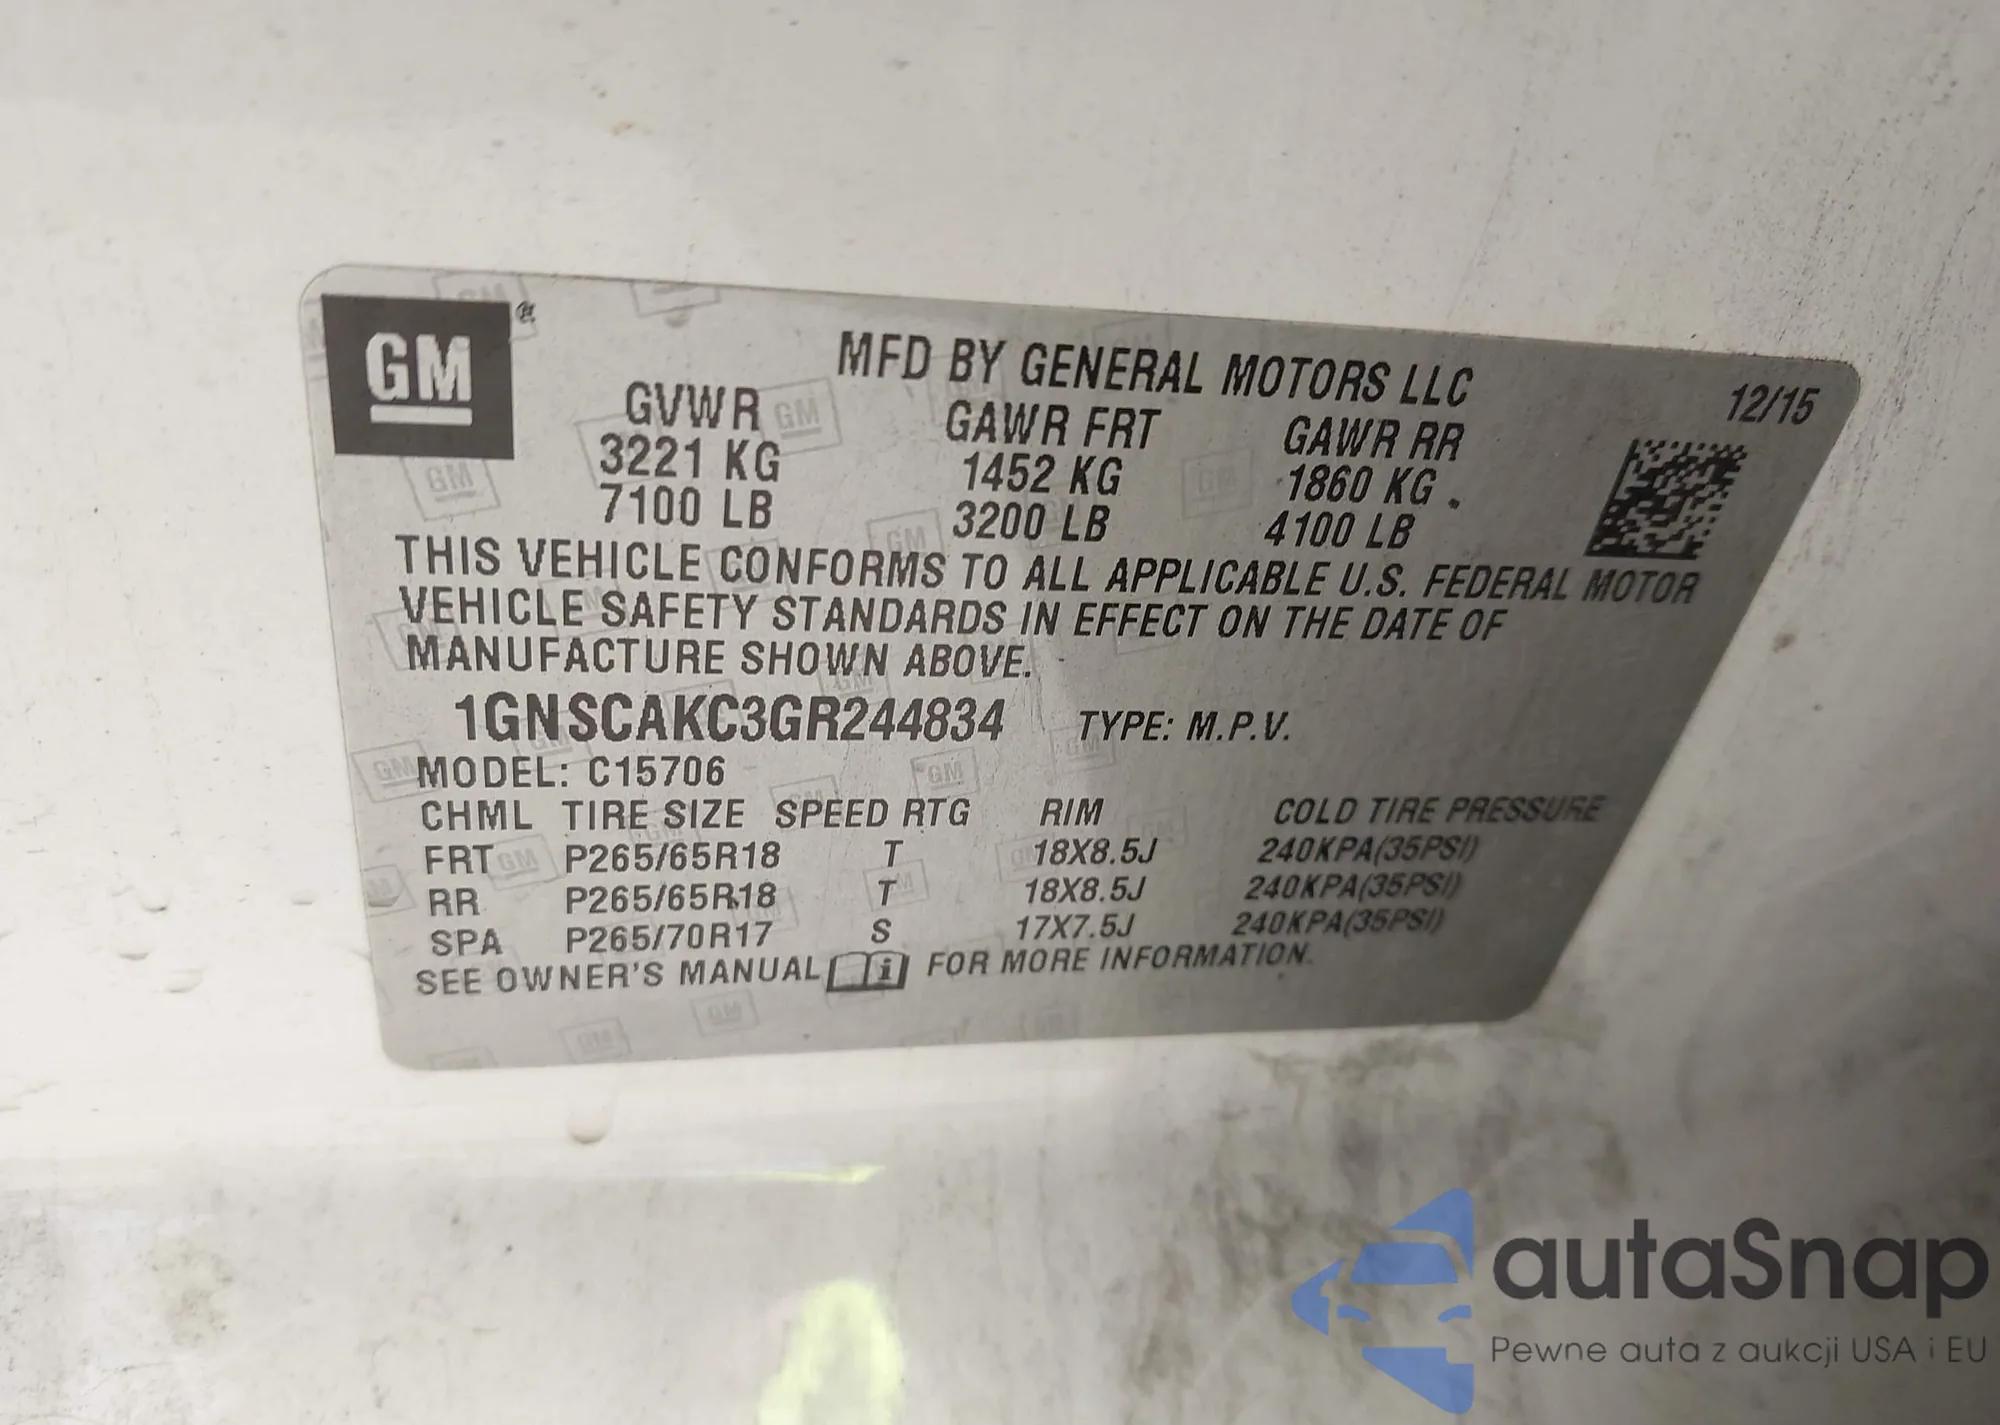 GM®
MFD BY GENERAL MOTORS LLC
12/15
GVWR GAWR FRT GAWR RR
3221 KG 1452 KG 1860 KG
7100 LB 3200 LB 4100 LB
THIS VEHICLE CONFORMS TO ALL APPLICABLE U.S. FEDERAL MOTOR
VEHICLE SAFETY STANDARDS IN EFFECT ON THE DATE OF
MANUFACTURE SHOWN ABOVE.
1GNSCAKC3GR244834 TYPE: M.P.V.
MODEL: C15706
CHML TIRE SIZE SPEED RTG RIM COLD TIRE PRESSURE
FRT P265/65R18 T 18X8.5J 240KPA(35PSI)
RR P265/65R18 T 18X8.5J 240KPA(35PSI)
SPA P265/70R17 S 17X7.5J 240KPA(35PSI)
SEE OWNER'S MANUAL i FOR MORE INFORMATION.
autaSnap
Pewne auta z aukcji USA i EU